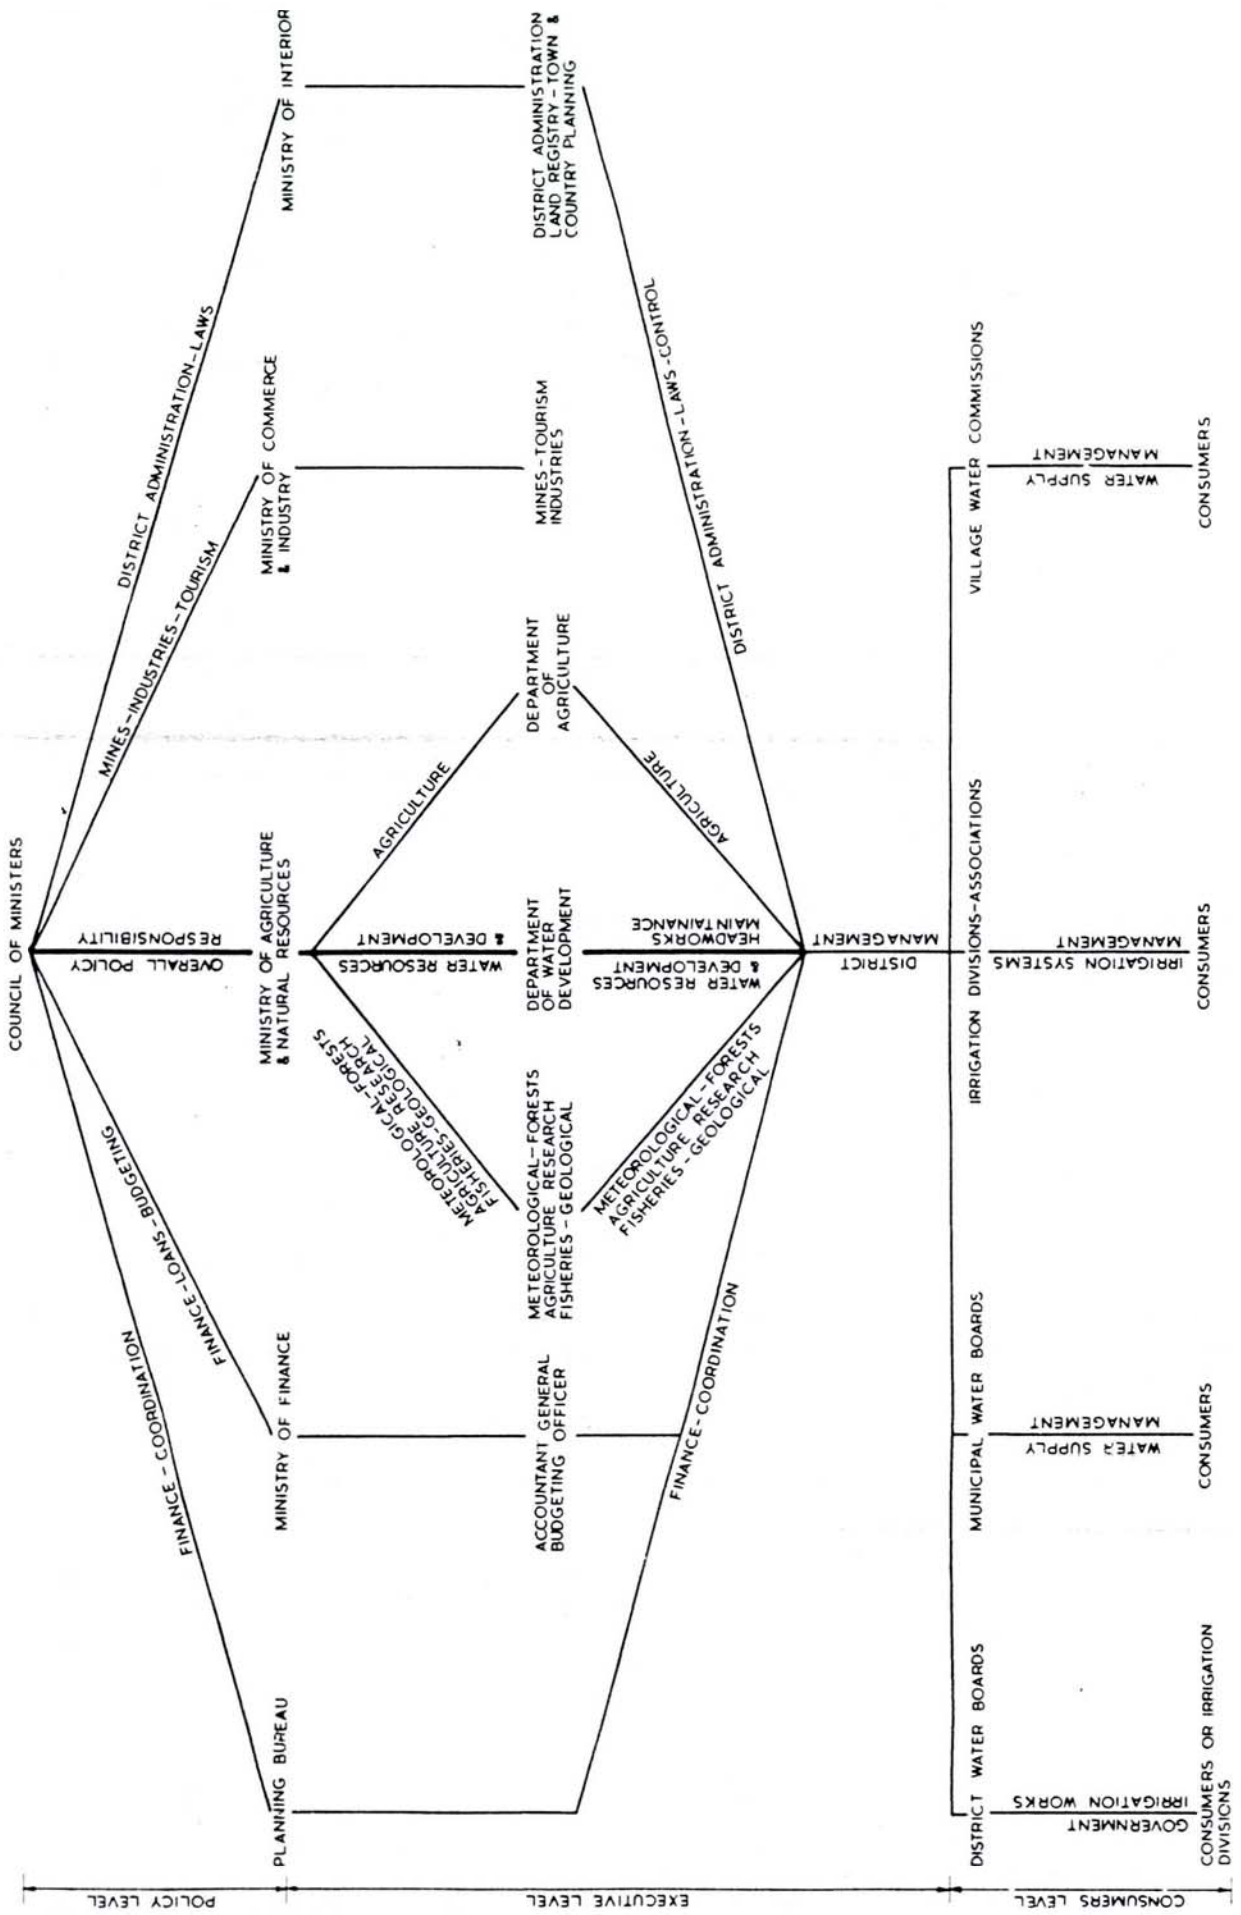 COUNCIL OF MINISTERS
POLICY LEVEL
FINANCE – COORDINATION
FINANCE – LOANS – BUDGETING
OVERALL POLICY
RESPONSIBILITY
MINES – INDUSTRIES – TOURISM
DISTRICT ADMINISTRATION – LAWS
PLANNING BUREAU
MINISTRY OF FINANCE
MINISTRY OF AGRICULTURE
& NATURAL RESOURCES
MINISTRY OF COMMERCE
& INDUSTRY
MINISTRY OF INTERIOR
EXECUTIVE LEVEL
METEOROLOGICAL – FORESTS
AGRICULTURE RESEARCH
FISHERIES – GEOLOGICAL
WATER RESOURCES
& DEVELOPMENT
AGRICULTURE
ACCOUNTANT GENERAL
BUDGETING OFFICER
METEOROLOGICAL – FORESTS
AGRICULTURE RESEARCH
FISHERIES – GEOLOGICAL
DEPARTMENT
OF WATER
DEVELOPMENT
DEPARTMENT
OF
AGRICULTURE
MINES – TOURISM
INDUSTRIES
DISTRICT ADMINISTRATION
LAND REGISTRY – TOWN &
COUNTRY PLANNING
FINANCE – COORDINATION
METEOROLOGICAL – FORESTS
AGRICULTURE RESEARCH
FISHERIES – GEOLOGICAL
WATER RESOURCES
& DEVELOPMENT
HEADWORKS
MAINTAINANCE
AGRICULTURE
DISTRICT ADMINISTRATION – LAWS – CONTROL
DISTRICT
MANAGEMENT
CONSUMERS LEVEL
DISTRICT WATER BOARDS
MUNICIPAL WATER BOARDS
IRRIGATION DIVISIONS – ASSOCIATIONS
VILLAGE WATER COMMISSIONS
GOVERNMENT
IRRIGATION WORKS
WATER SUPPLY
MANAGEMENT
IRRIGATION SYSTEMS
MANAGEMENT
WATER SUPPLY
MANAGEMENT
CONSUMERS OR IRRIGATION
DIVISIONS
CONSUMERS
CONSUMERS
CONSUMERS